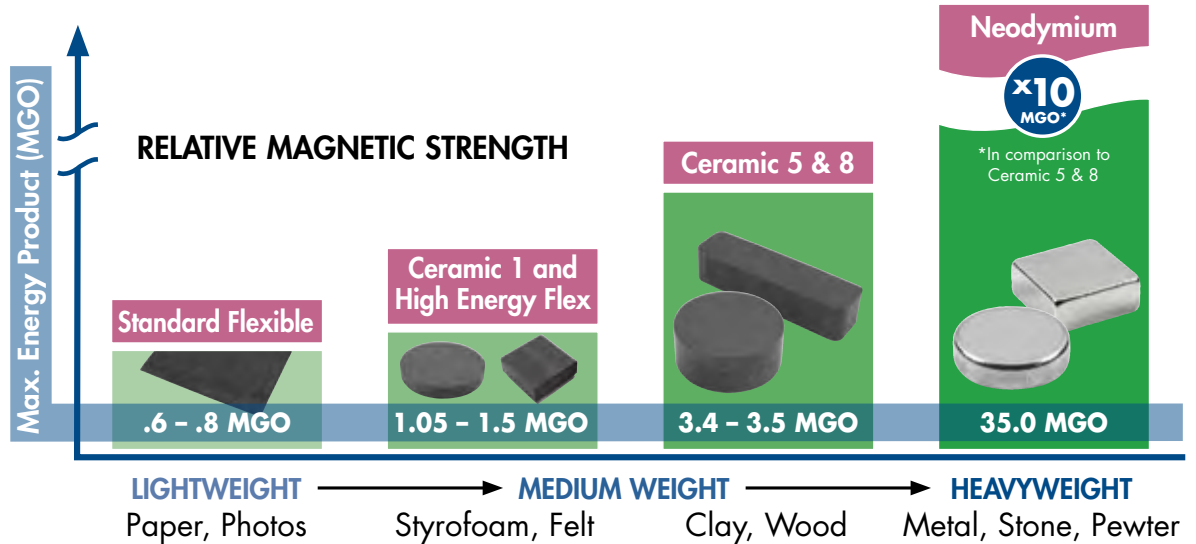 Max. Energy Product (MGO)
RELATIVE MAGNETIC STRENGTH
Standard Flexible
.6 – .8 MGO
Ceramic 1 and
High Energy Flex
1.05 – 1.5 MGO
Ceramic 5 & 8
3.4 – 3.5 MGO
Neodymium
x10
MGO*
*In comparison to
Ceramic 5 & 8
35.0 MGO
LIGHTWEIGHT
MEDIUM WEIGHT
HEAVYWEIGHT
Paper, Photos
Styrofoam, Felt
Clay, Wood
Metal, Stone, Pewter